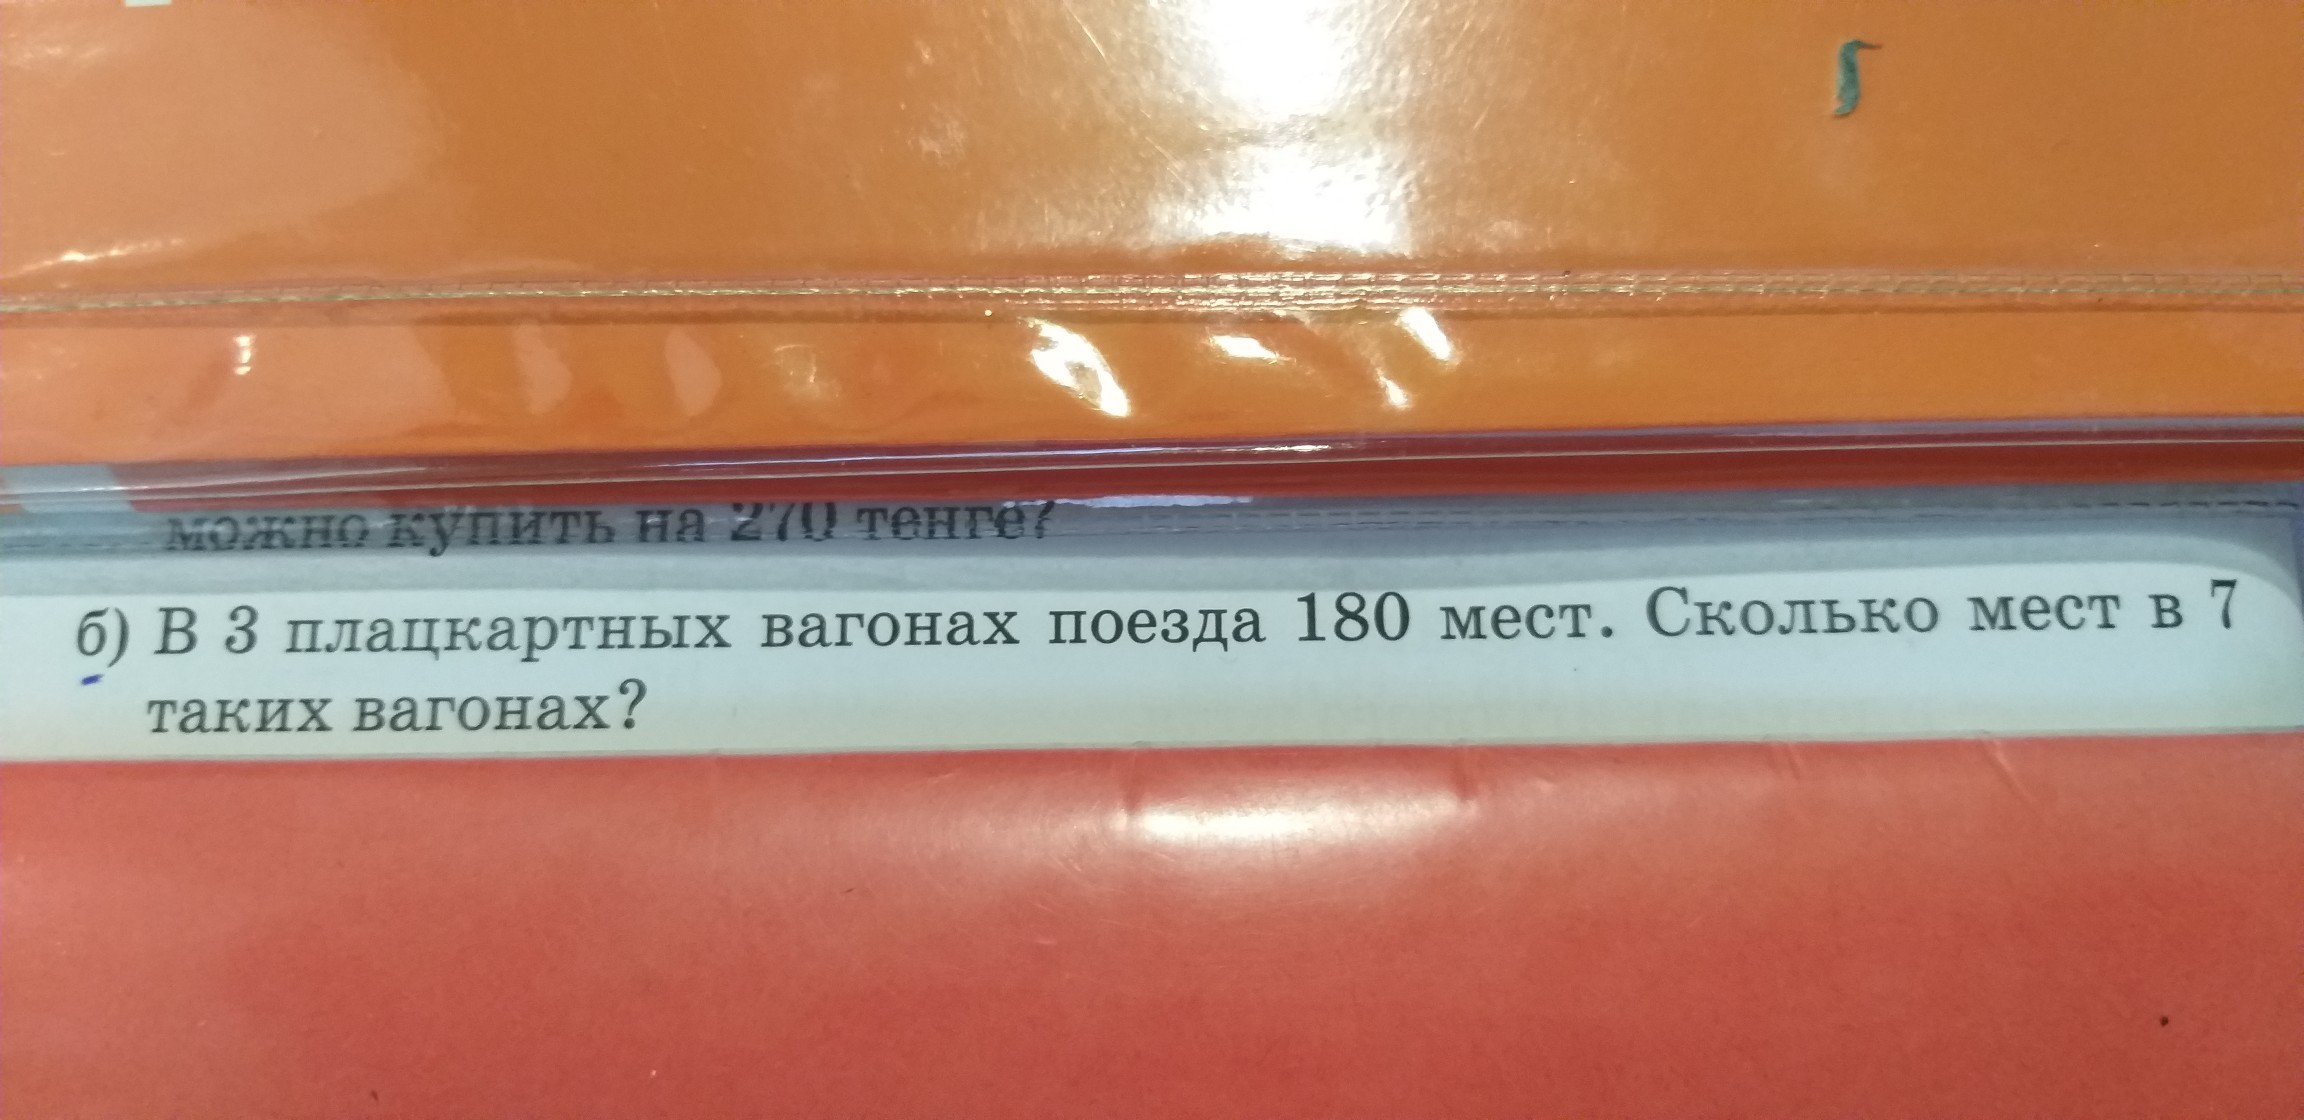 можно купить на 270 тенге?
б) В 3 плацкартных вагонах поезда 180 мест. Сколько мест в 7
таких вагонах?